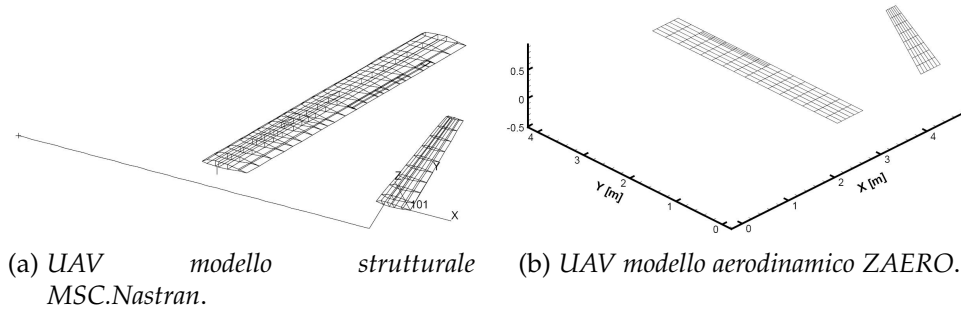 Z
Y
101
X
0.5
0
-0.5
4
3
2
1
0
Y [m]
0
1
2
3
4
X [m]
(a) UAV modello strutturale
MSC.Nastran.
(b) UAV modello aerodinamico ZAERO.